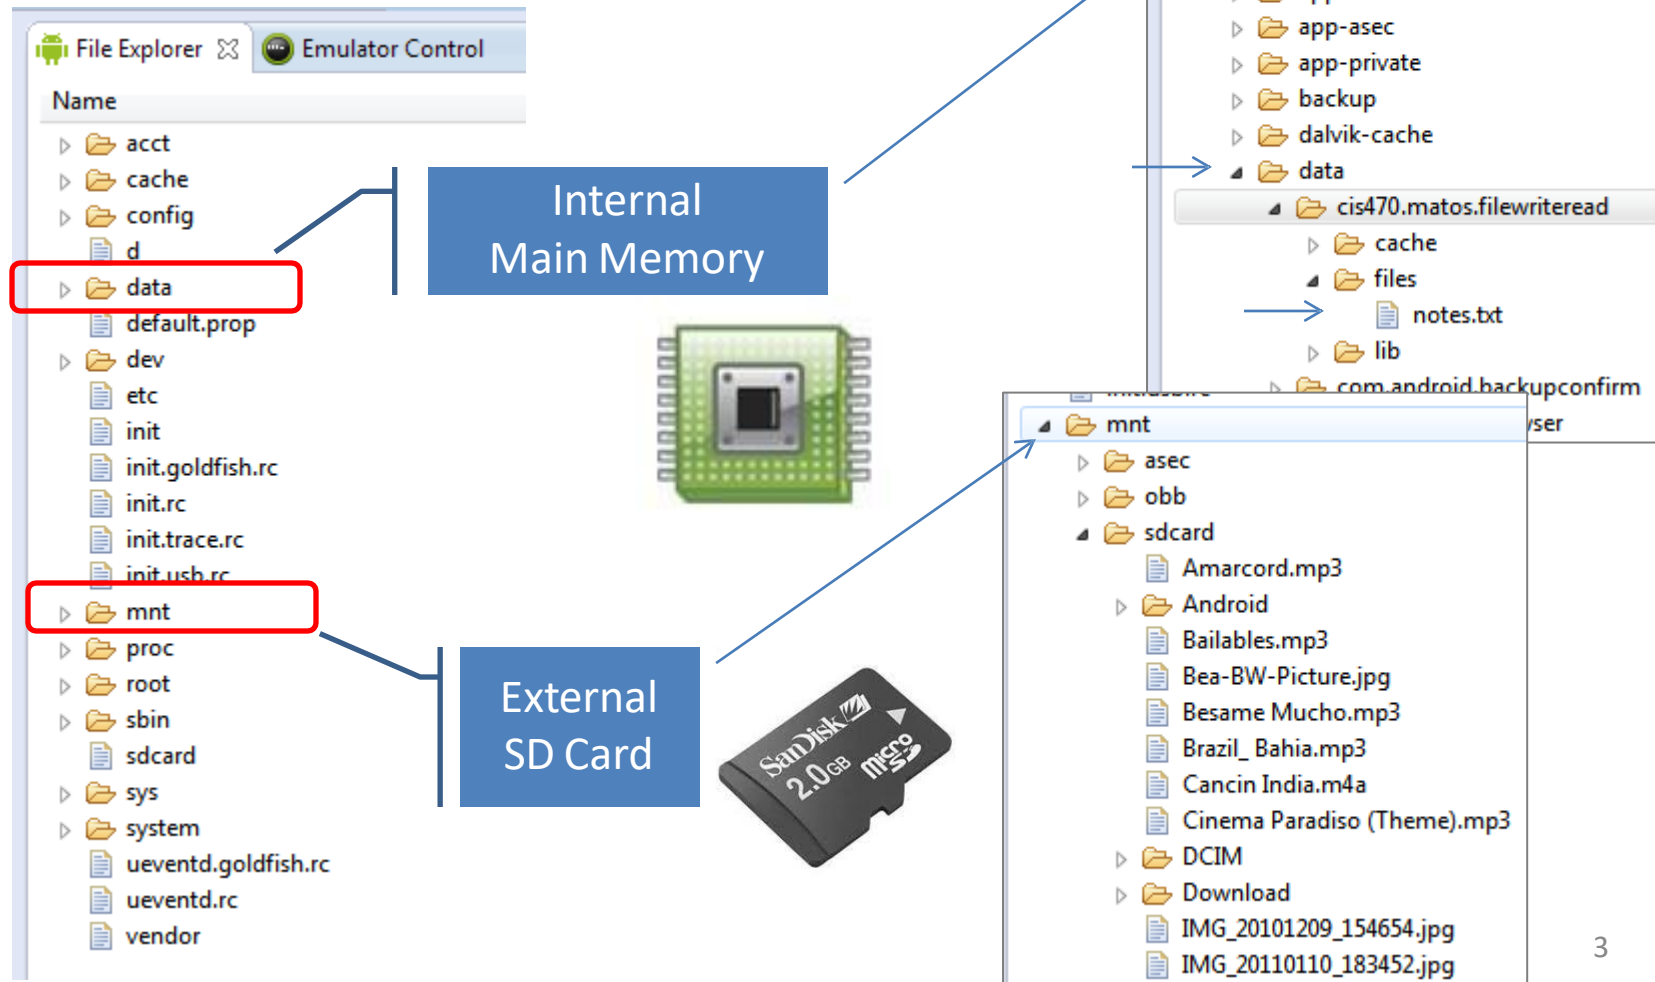 File Explorer
Emulator Control
Name
acct
cache
config
d
data
default.prop
dev
etc
init
init.goldfish.rc
init.rc
init.trace.rc
init.usb.rc
mnt
proc
root
sbin
sdcard
sys
system
ueventd.goldfish.rc
ueventd.rc
vendor
Internal
Main Memory
External
SD Card
SanDisk
2.0GB
micro
SD
app-asec
app-private
backup
dalvik-cache
data
cis470.matos.filewriteread
cache
files
notes.txt
lib
com.android.backupconfirm
mnt
asec
obb
sdcard
Amarcord.mp3
Android
Bailables.mp3
Bea-BW-Picture.jpg
Besame Mucho.mp3
Brazil_ Bahia.mp3
Cancin India.m4a
Cinema Paradiso (Theme).mp3
DCIM
Download
IMG_20101209_154654.jpg
IMG_20110110_183452.jpg
3